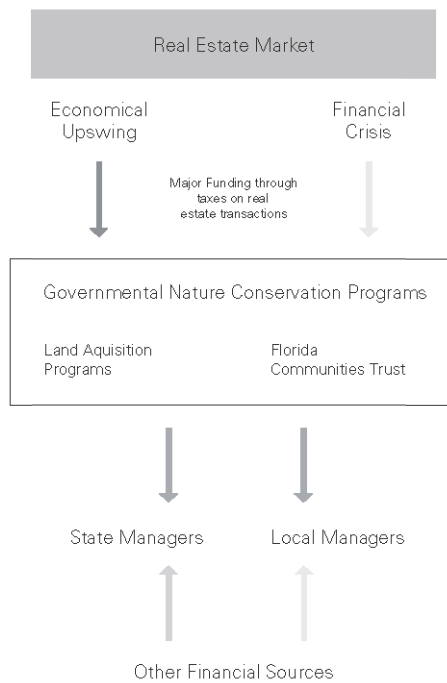 Real Estate Market
Economical
Upswing
Financial
Crisis
Major Funding through
taxes on real
estate transactions
Governmental Nature Conservation Programs
Land Aquisition
Programs
Florida
Communities Trust
State Managers
Local Managers
Other Financial Sources